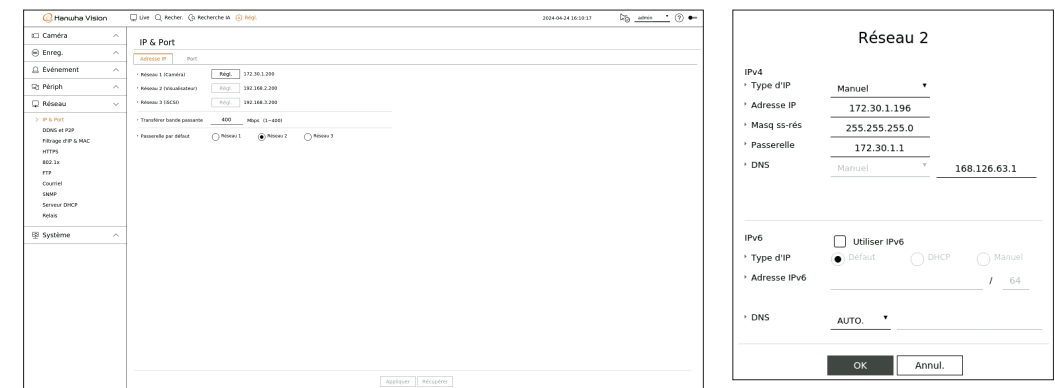 Hanwha Vision
Live Recher. Recherche IA Régl. 2024-04-24 16:10:17 admin
Caméra
Enreg.
Événement
Périph
Réseau
IP & Port
DDNS et P2P
Filtrage d'IP & MAC
HTTPS
802.1x
FTP
Courriel
SNMP
Serveur DHCP
Relais
Système
IP & Port
Adresse IP Port
Réseau 1 (Caméra) Régl. 172.30.1.200
Réseau 2 (Visualisateur) Régl. 192.168.2.200
Réseau 3 (iSCSI) Régl. 192.168.3.200
Transférer bande passante 400 Mbps (1~400)
Passerelle par défaut Réseau 1 Réseau 2 Réseau 3
Appliquer Récupérer
Réseau 2
IPv4
Type d'IP Manuel
Adresse IP 172.30.1.196
Masq ss-rés 255.255.255.0
Passerelle 172.30.1.1
DNS Manuel 168.126.63.1
IPv6 Utiliser IPv6
Type d'IP Défaut DHCP Manuel
Adresse IPv6 / 64
DNS AUTO.
OK Annul.